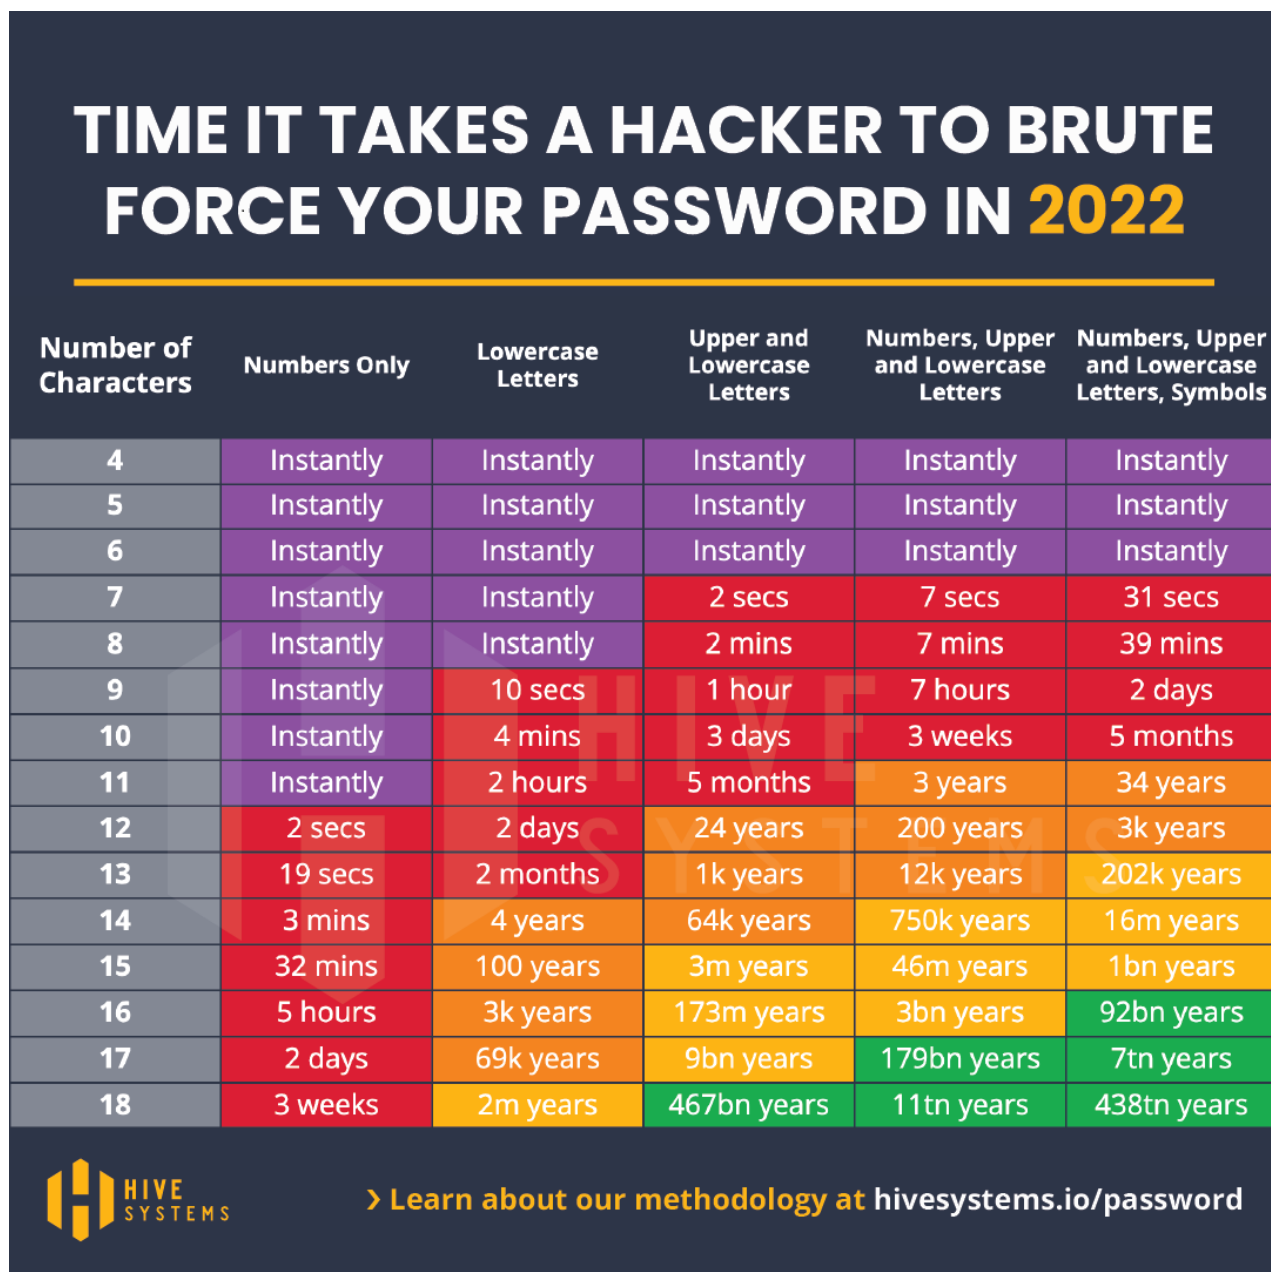 TIME IT TAKES A HACKER TO BRUTE
FORCE YOUR PASSWORD IN 2022
Number of Characters Numbers Only Lowercase Letters Upper and Lowercase Letters Numbers, Upper and Lowercase Letters Numbers, Upper and Lowercase Letters, Symbols
4 Instantly Instantly Instantly Instantly Instantly
5 Instantly Instantly Instantly Instantly Instantly
6 Instantly Instantly Instantly Instantly Instantly
7 Instantly Instantly 2 secs 7 secs 31 secs
8 Instantly Instantly 2 mins 7 mins 39 mins
9 Instantly 10 secs 1 hour 7 hours 2 days
10 Instantly 4 mins 3 days 3 weeks 5 months
11 Instantly 2 hours 5 months 3 years 34 years
12 2 secs 2 days 24 years 200 years 3k years
13 19 secs 2 months 1k years 12k years 202k years
14 3 mins 4 years 64k years 750k years 16m years
15 32 mins 100 years 3m years 46m years 1bn years
16 5 hours 3k years 173m years 3bn years 92bn years
17 2 days 69k years 9bn years 179bn years 7tn years
18 3 weeks 2m years 467bn years 11tn years 438tn years
HIVE
SYSTEMS
HIVE
SYSTEMS
› Learn about our methodology at hivesystems.io/password